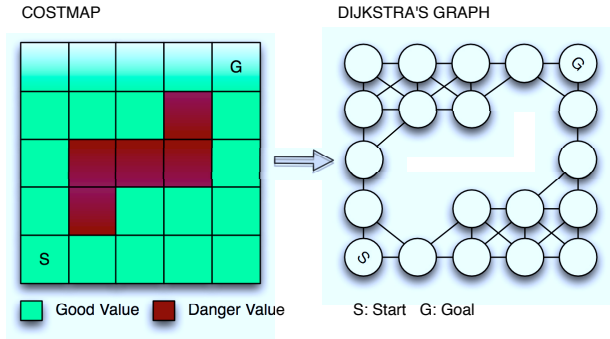 COSTMAP
DIJKSTRA'S GRAPH
G
G
S
S
Good Value
Danger Value
S: Start G: Goal